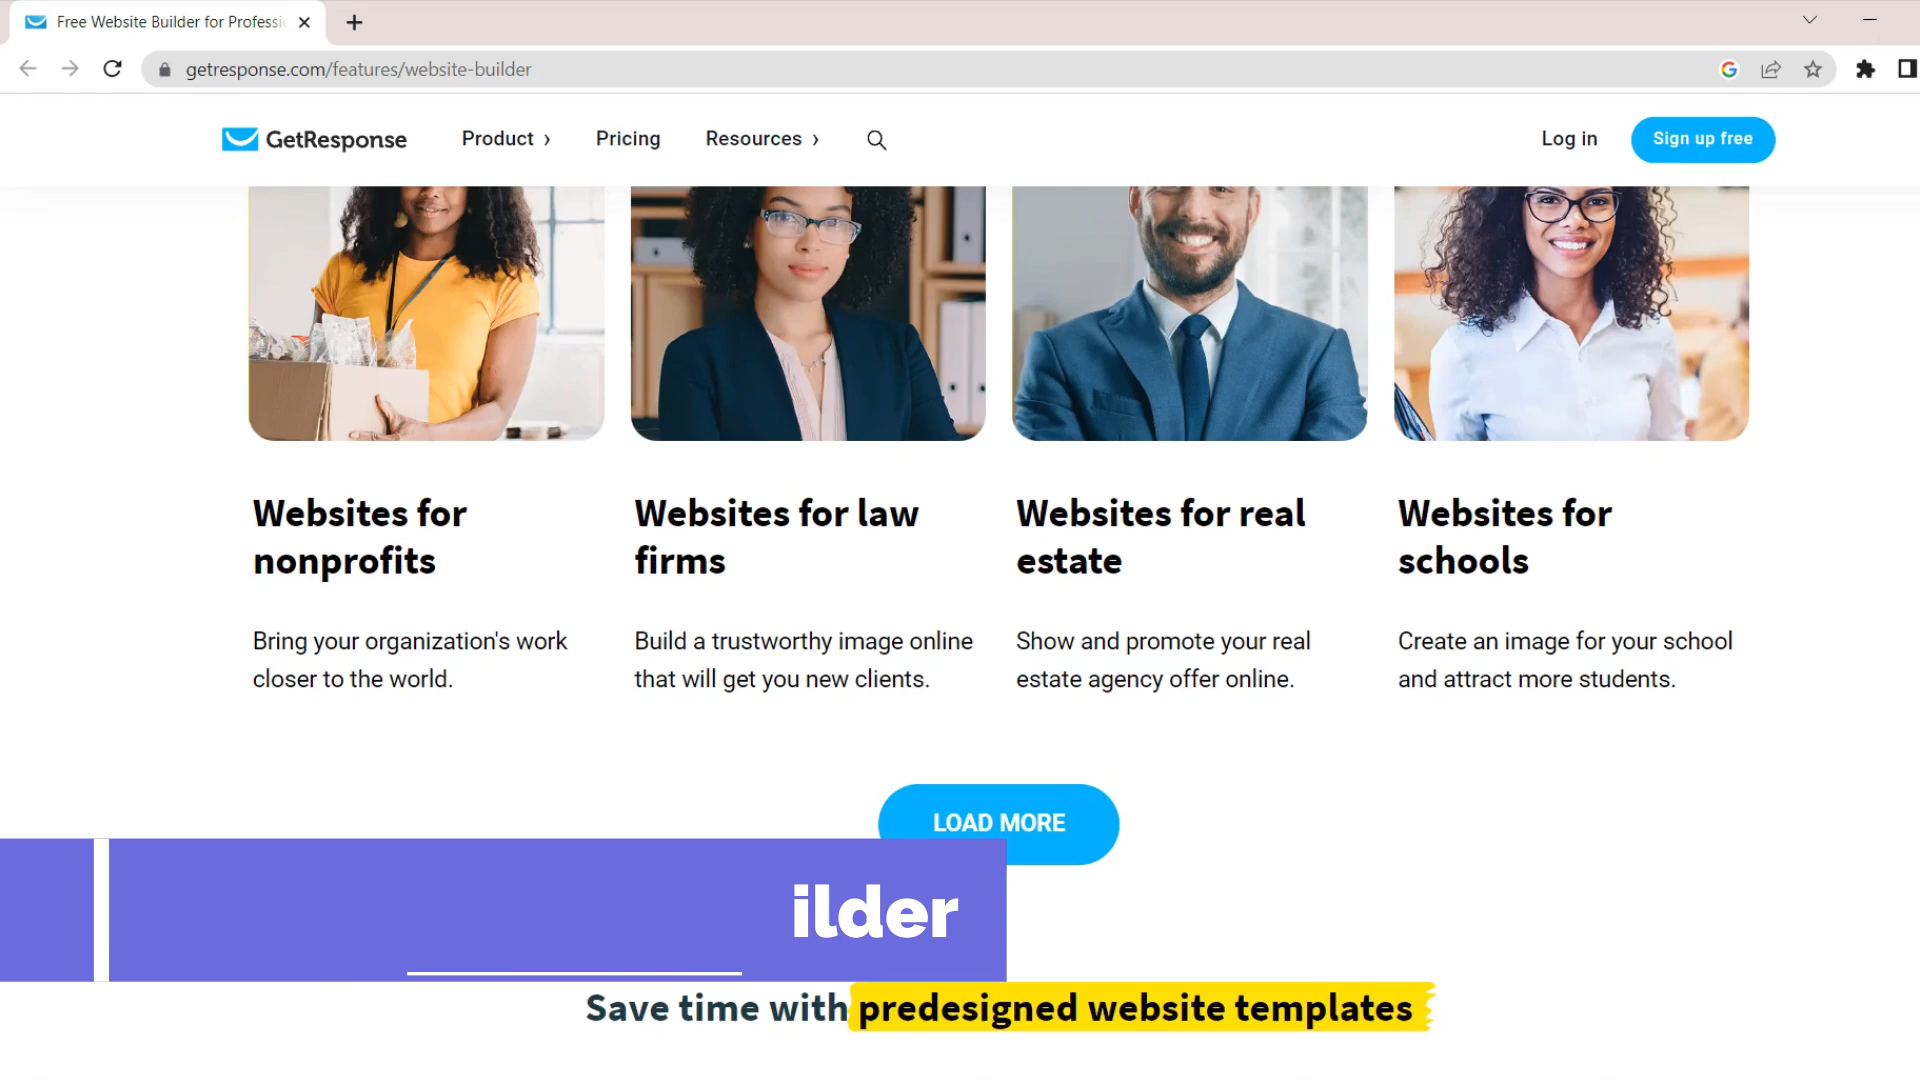 Free Website Builder for Professi
getresponse.com/features/website-builder
GetResponse
Product ›
Pricing
Resources ›
Log in
Sign up free
Websites for
nonprofits
Bring your organization's work
closer to the world.
Websites for law
firms
Build a trustworthy image online
that will get you new clients.
Websites for real
estate
Show and promote your real
estate agency offer online.
Websites for
schools
Create an image for your school
and attract more students.
LOAD MORE
ilder
Save time with predesigned website templates